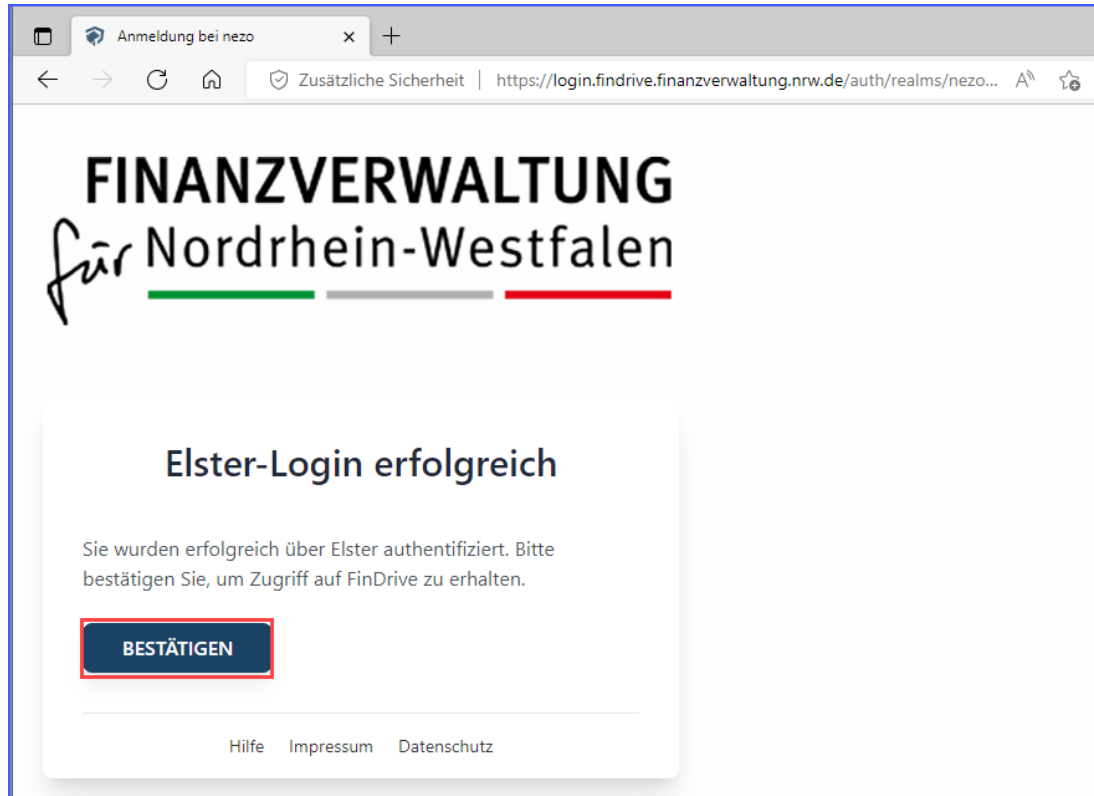 Anmeldung bei nezo
Zusätzliche Sicherheit | https://login.findrive.finanzverwaltung.nrw.de/auth/realms/nezo...
FINANZVERWALTUNG
für Nordrhein-Westfalen
Elster-Login erfolgreich
Sie wurden erfolgreich über Elster authentifiziert. Bitte
bestätigen Sie, um Zugriff auf FinDrive zu erhalten.
BESTÄTIGEN
Hilfe Impressum Datenschutz